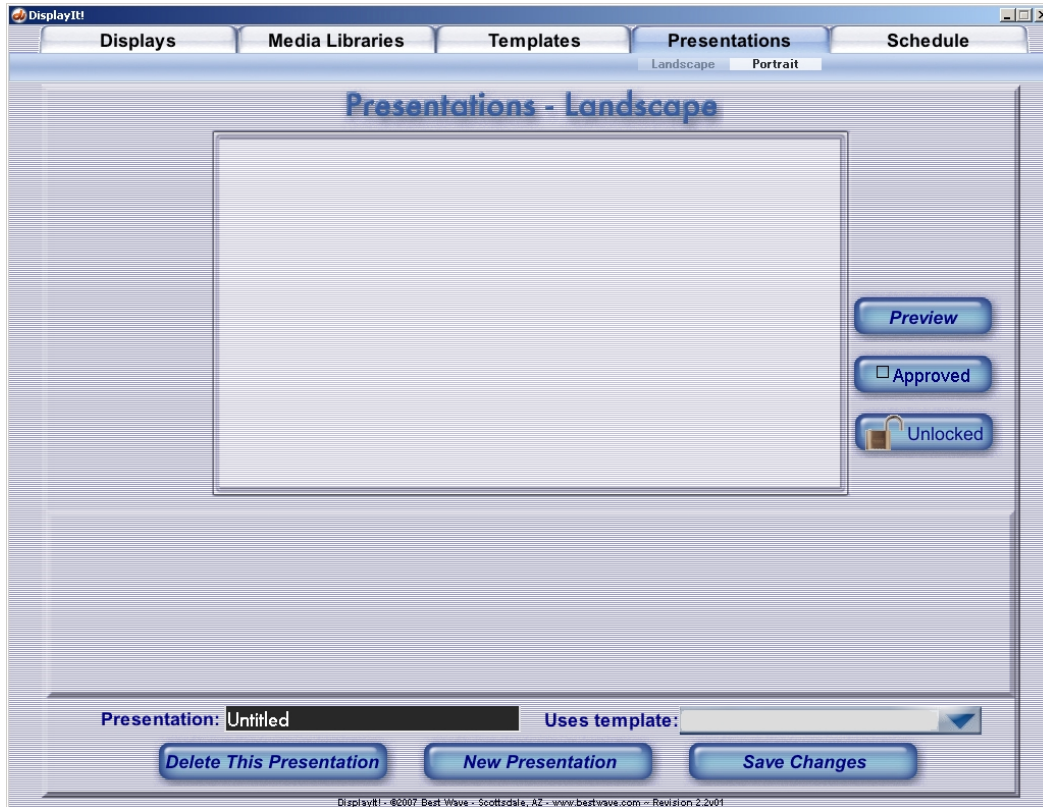 DisplayIt!
Displays Media Libraries Templates Presentations Schedule
Landscape Portrait
Presentations - Landscape
Preview
Approved
Unlocked
Presentation: Untitled Uses template:
Delete This Presentation New Presentation Save Changes
DisplayIt! - ©2007 Best Wave - Scottsdale, AZ - www.bestwave.com ~ Revision 2.2v01